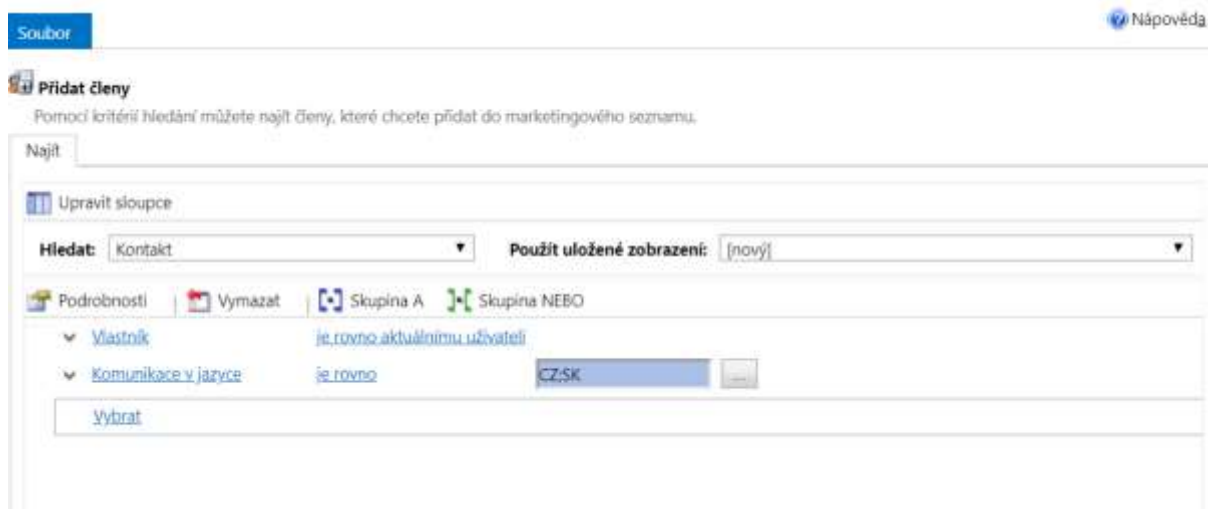 Soubor
Nápověda
Přidat členy
Pomocí kritérií hledání můžete najít členy, které chcete přidat do marketingového seznamu.
Najít
Upravit sloupce
Hledat: Kontakt Použít uložené zobrazení: [nový]
Podrobnosti Vymazat Skupina A Skupina NEBO
Vlastník je rovno aktuálnímu uživateli
Komunikace v jazyce je rovno CZ;SK ...
Vybrat